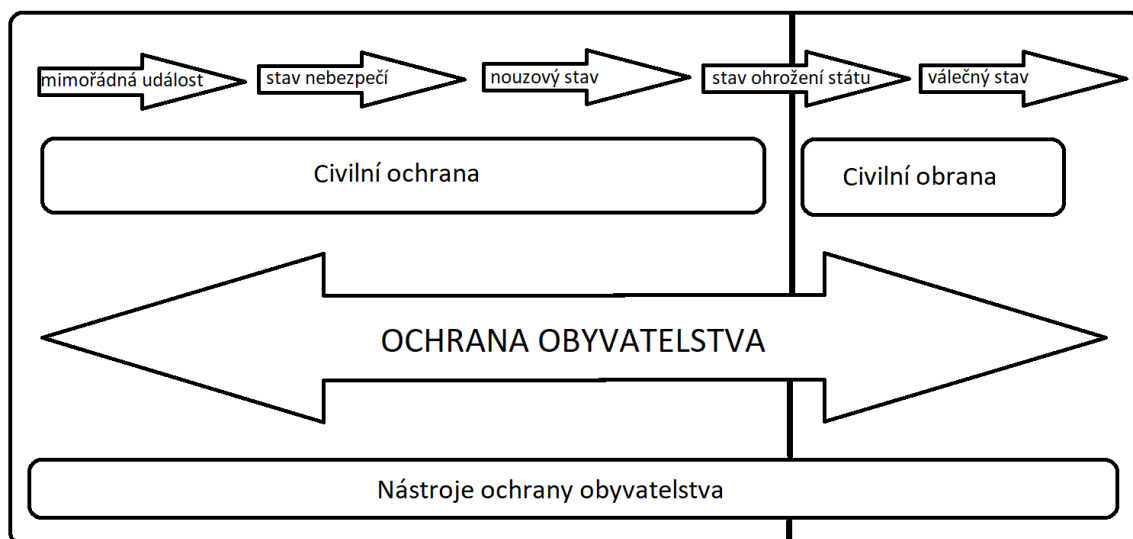 mimořádná událost
stav nebezpečí
nouzový stav
stav ohrožení státu
válečný stav
Civilní ochrana
Civilní obrana
OCHRANA OBYVATELSTVA
Nástroje ochrany obyvatelstva